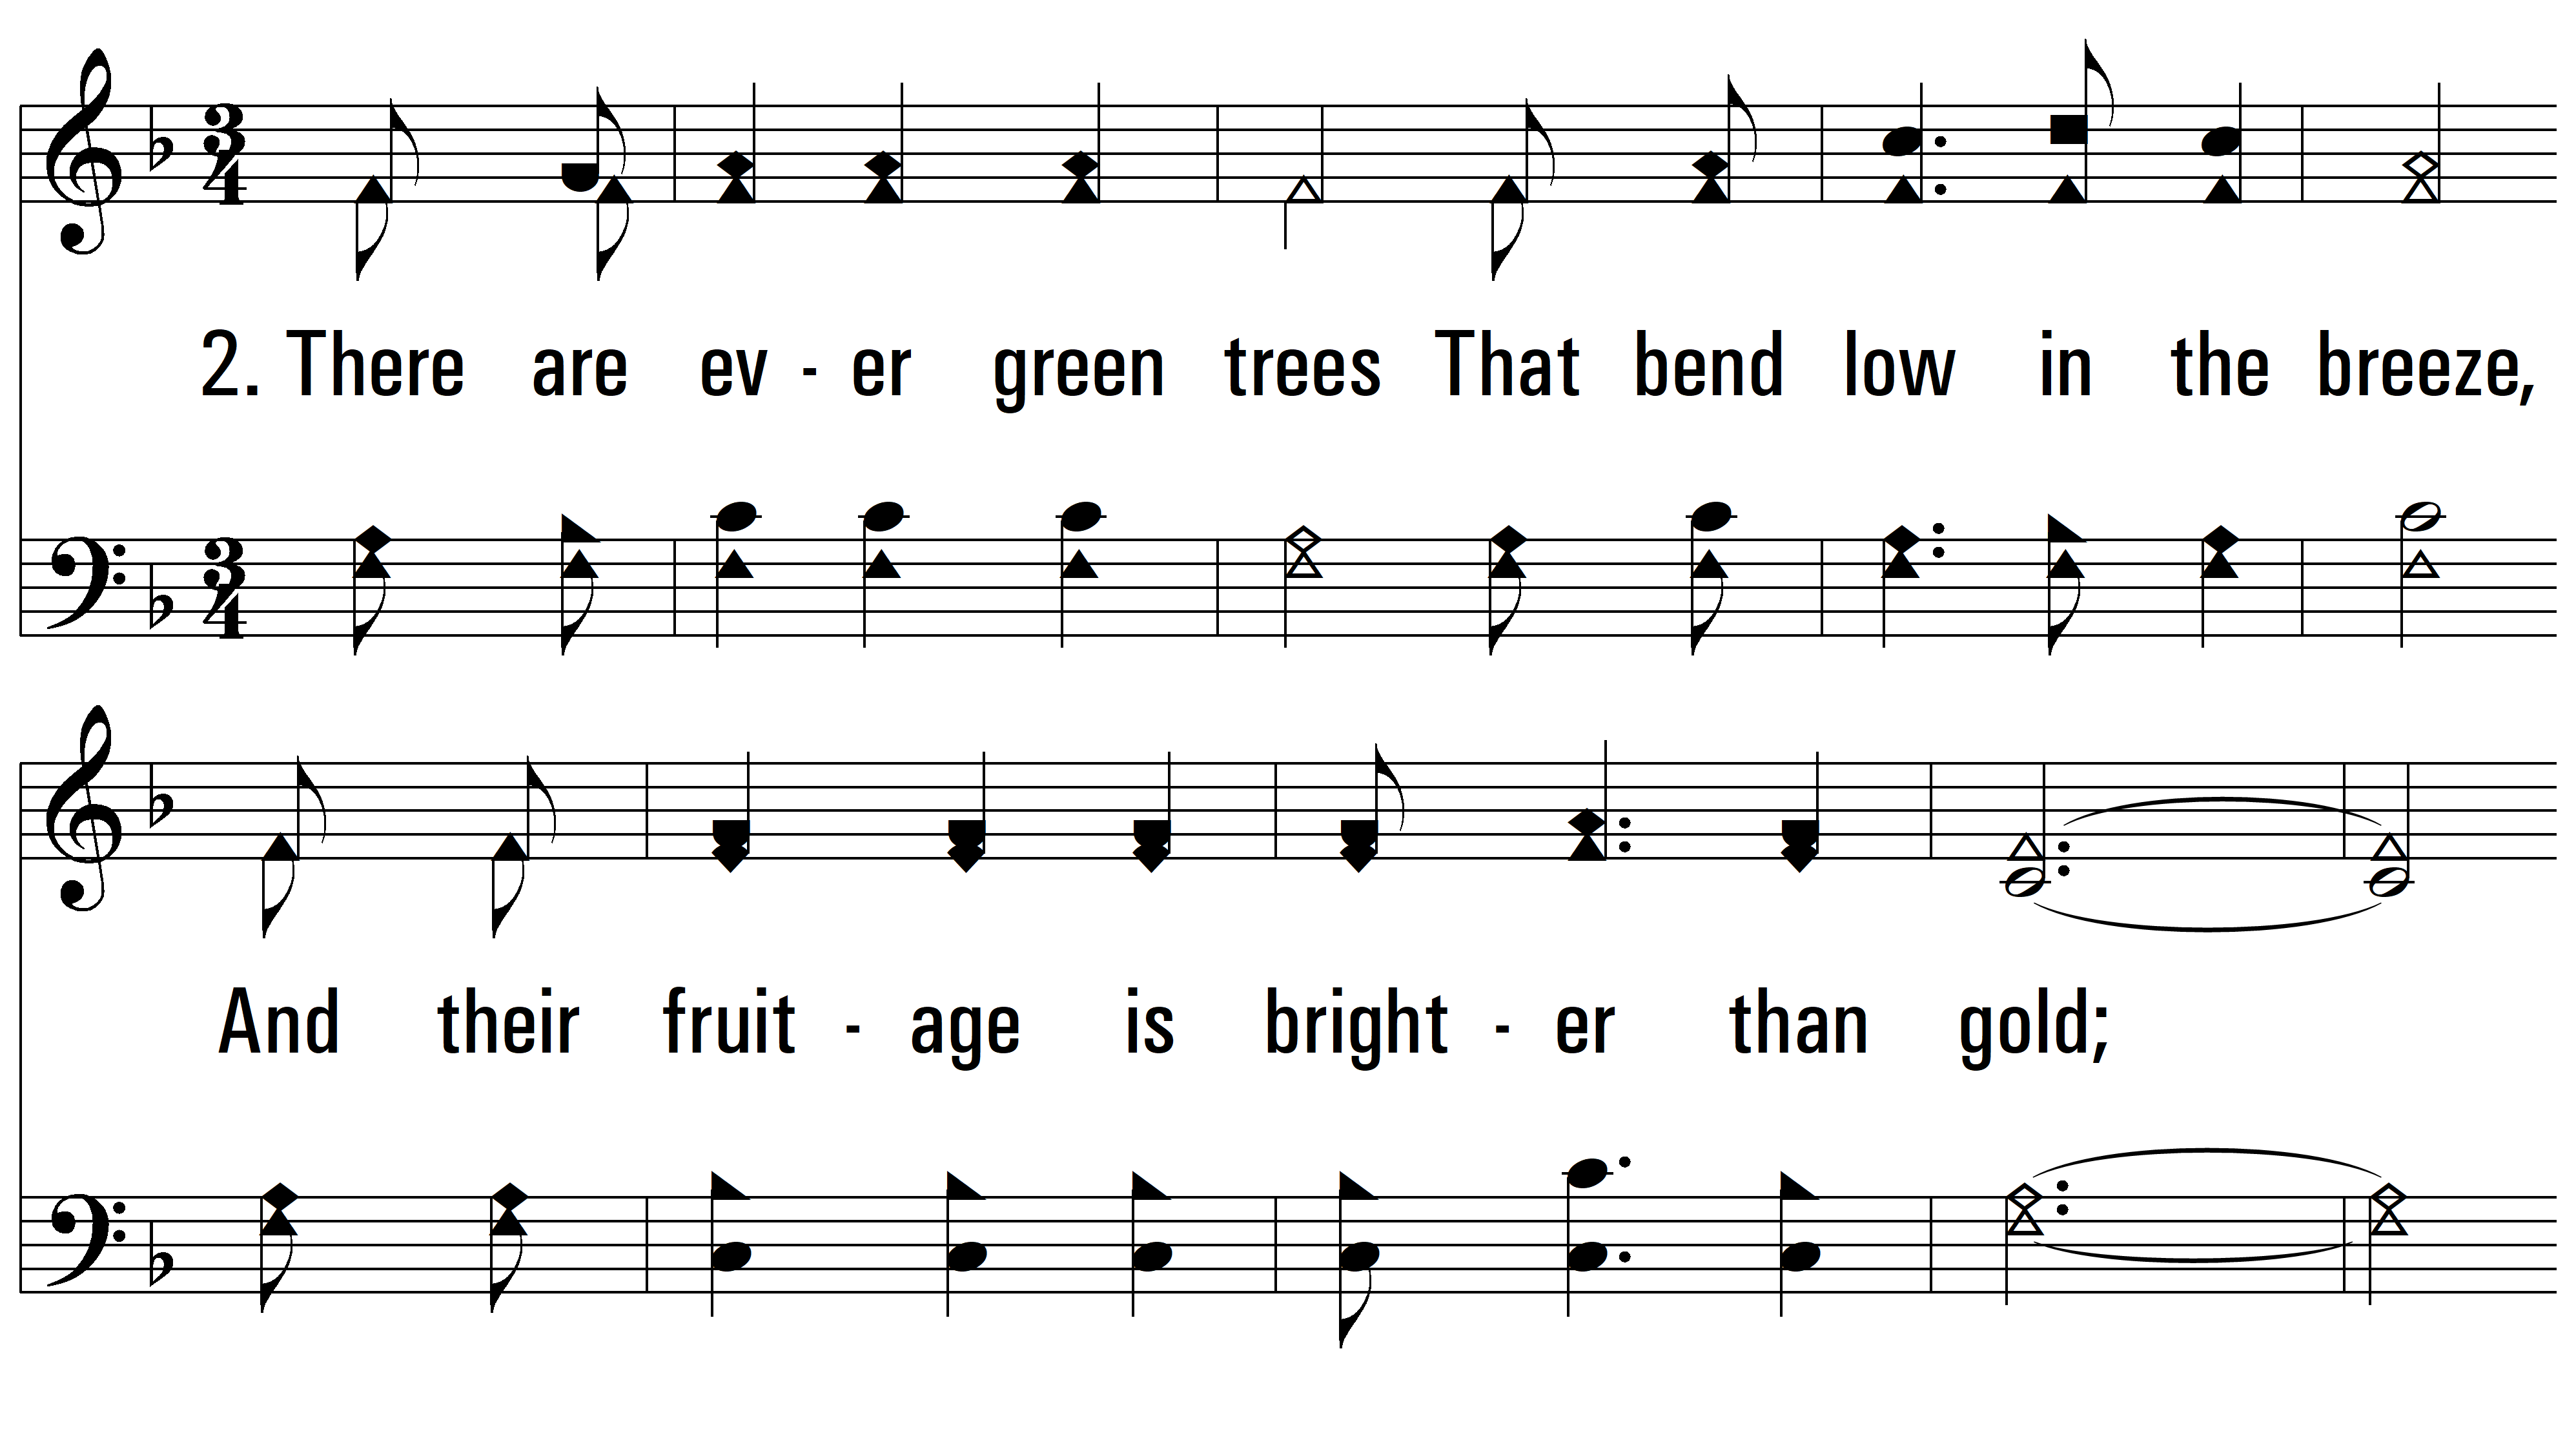 2. There are ev - er green trees That bend low in the breeze,
And their fruit - age is bright - er than gold;